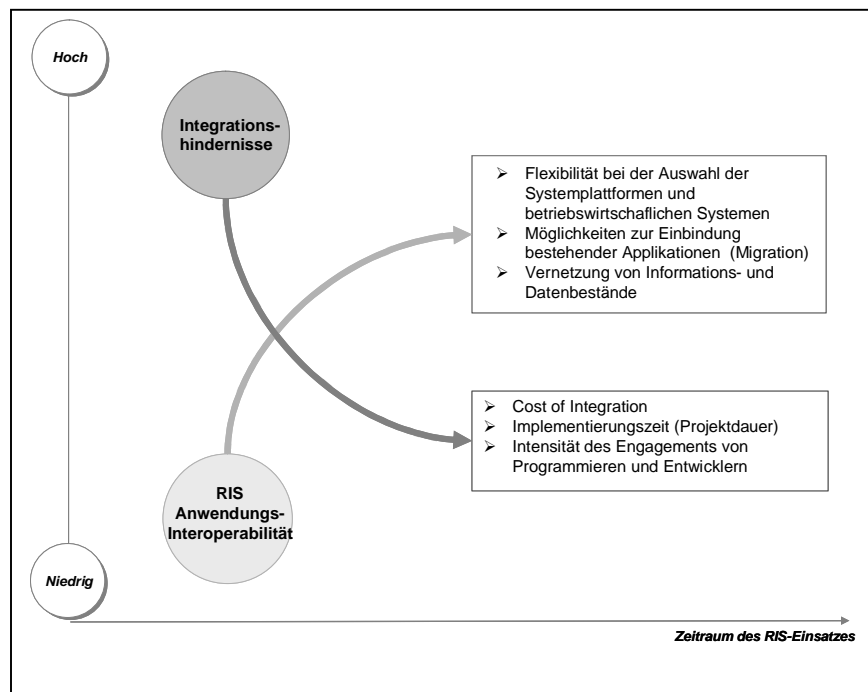 Hoch
Integrations-
hindernisse
➢ Flexibilität bei der Auswahl der
Systemplattformen und
betriebswirtschaflichen Systemen
➢ Möglichkeiten zur Einbindung
bestehender Applikationen (Migration)
➢ Vernetzung von Informations- und
Datenbestände
➢ Cost of Integration
➢ Implementierungszeit (Projektdauer)
➢ Intensität des Engagements von
Programmieren und Entwicklern
RIS
Anwendungs-
Interoperabilität
Niedrig
Zeitraum des RIS-Einsatzes